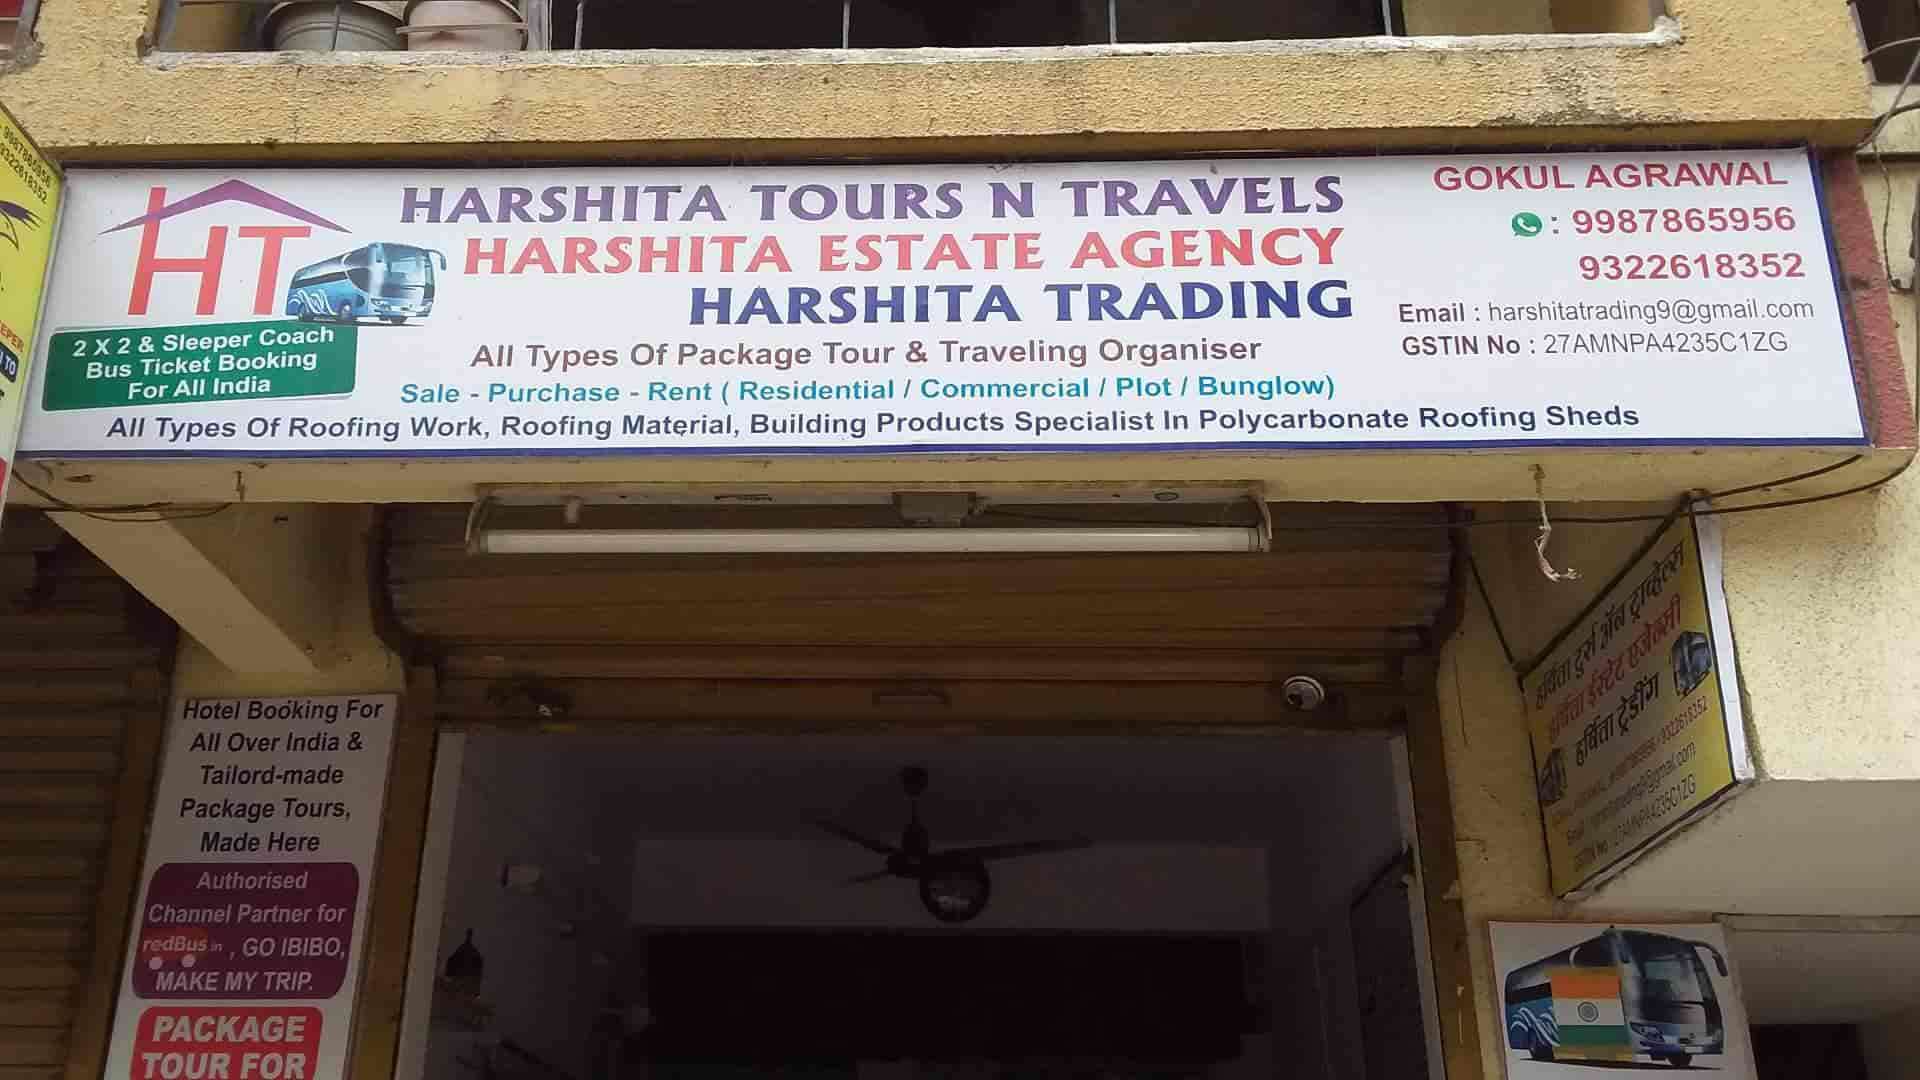 HARSHITA TOURS N TRAVELS
HARSHITA ESTATE AGENCY
HARSHITA TRADING
HT
2 X 2 & Sleeper Coach
Bus Ticket Booking
For All India
GOKUL AGRAWAL
: 9987865956
9322618352
Email : harshitatrading9@gmail.com
GSTIN No : 27AMNPA4235C1ZG
All Types Of Package Tour & Traveling Organiser
Sale - Purchase - Rent ( Residential / Commercial / Plot / Bunglow)
All Types Of Roofing Work, Roofing Material, Building Products Specialist In Polycarbonate Roofing Sheds
9987865956
9322618352
Hotel Booking For
All Over India &
Tailord-made
Package Tours,
Made Here
Authorised
Channel Partner for
redBus.in , GO IBIBO,
MAKE MY TRIP.
PACKAGE
TOUR FOR
हर्षिता टुर्स ॲन ट्राव्हेल्स
हर्षिता ईस्टेट एजेन्सी
हर्षिता ट्रेडींग
9987865956 / 9322618352
Email : harshitatrading9@gmail.com
GSTIN No : 27AMNPA4235C1ZG